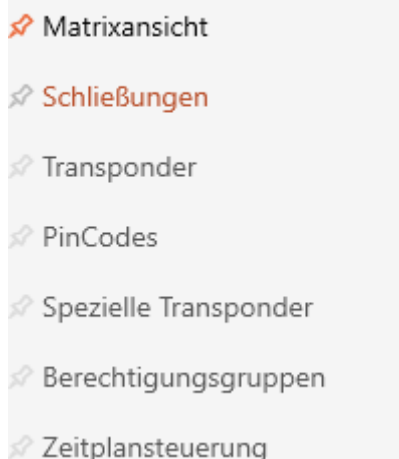 Matrixansicht
Schließungen
Transponder
PinCodes
Spezielle Transponder
Berechtigungsgruppen
Zeitplansteuerung